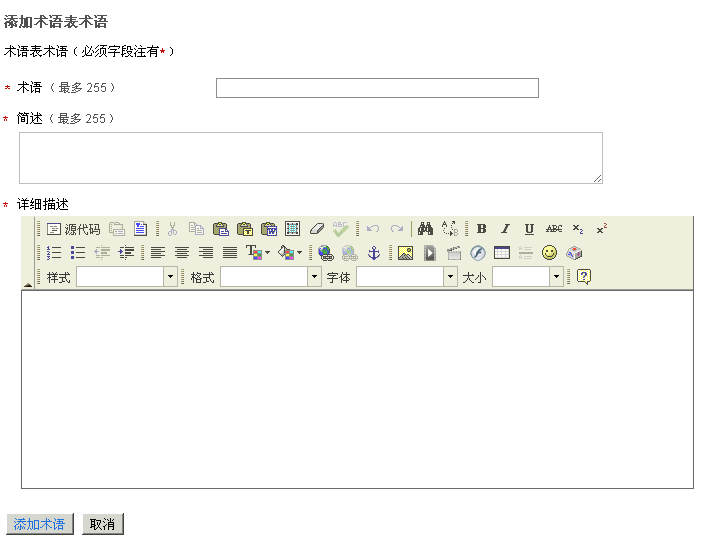 添加术语表术语
术语表术语（必须字段注有*）
* 术语（最多 255）
* 简述（最多 255）
* 详细描述
源代码 B I U ABC x₂ x²
样式 格式 字体 大小
添加术语 取消